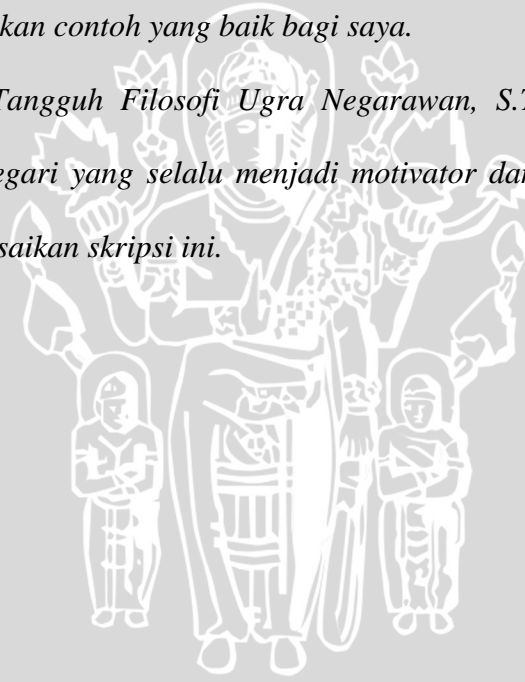 kan contoh yang baik bagi saya.
Tangguh Filosofi Ugra Negarawan, S.T
egari yang selalu menjadi motivator dan
saikan skripsi ini.